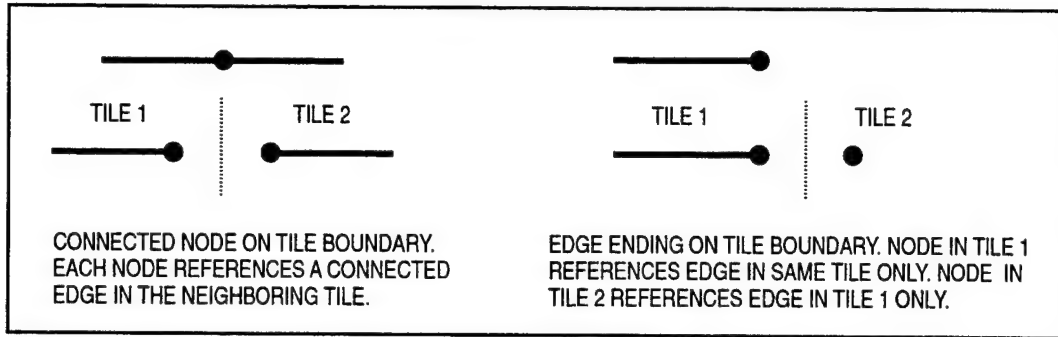 TILE 1
TILE 2
CONNECTED NODE ON TILE BOUNDARY.
EACH NODE REFERENCES A CONNECTED
EDGE IN THE NEIGHBORING TILE.
TILE 1
TILE 2
EDGE ENDING ON TILE BOUNDARY. NODE IN TILE 1
REFERENCES EDGE IN SAME TILE ONLY. NODE IN
TILE 2 REFERENCES EDGE IN TILE 1 ONLY.